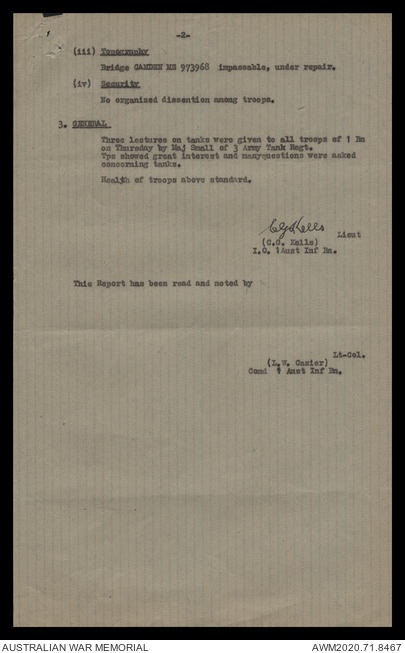 -2-
(iii) Topography
Bridge CAMDEN MS 973968 impassable, under repair.
(iv) Security
No organized dissention among troops.
3. GENERAL
Three lectures on tanks were given to all troops of 1 Bn
on Thursday by Maj Small of 3 Army Tank Regt.
Tps showed great interest and manyquestions were asked
concerning tanks.
Health of troops above standard.
CGKells Lieut
(C.G. Kells)
I.O. 1 Aust Inf Bn.
This Report has been read and noted by
Lt-Col.
(L.W. Canier)
Comd 1 Aust Inf Bn.
AUSTRALIAN WAR MEMORIAL
AWM2020.71.8467